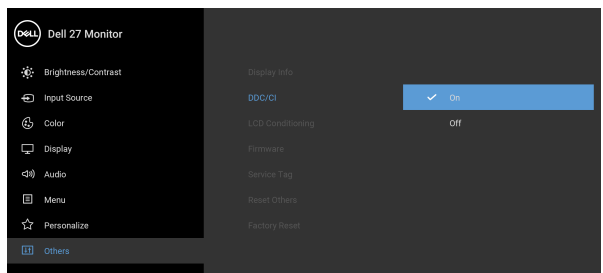 DELL Dell 27 Monitor
Brightness/Contrast
Display Info
Input Source
DDC/CI
On
Color
LCD Conditioning
Off
Display
Firmware
Audio
Service Tag
Menu
Reset Others
Personalize
Factory Reset
Others